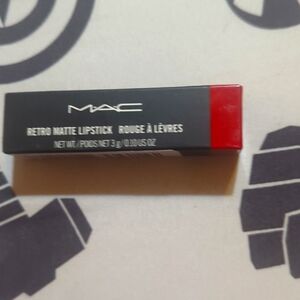 MAC
RETRO MATTE LIPSTICK ROUGE À LÈVRES
NET WT. / POIDS NET 3 g / 0.10 US OZ